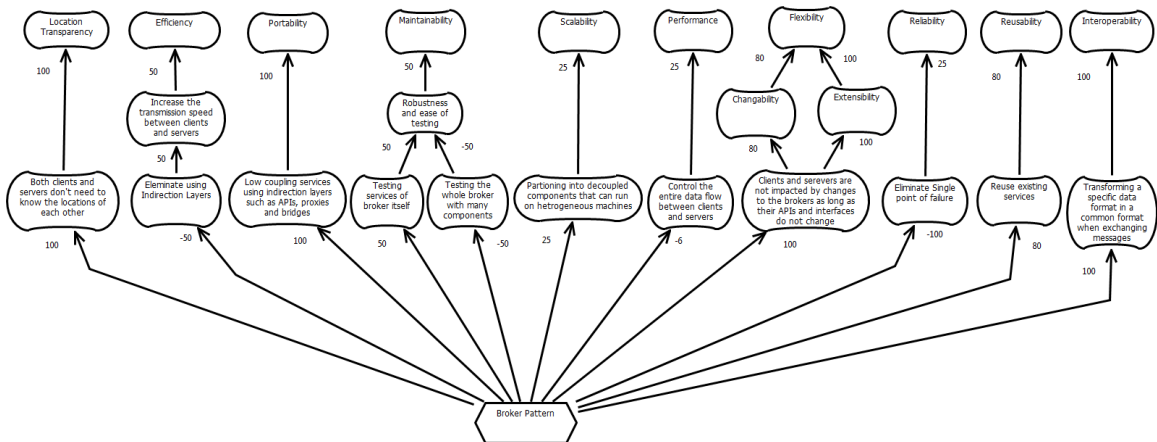 Location
Transparency
Efficiency
Portability
Maintainability
Scalability
Performance
Flexibility
Reliability
Reusability
Interoperability
100
50
100
50
25
25
80
100
25
80
100
Increase the
transmission speed
between clients
and servers
Robustness
and ease of
testing
Changability
Extensibility
50
50
-50
80
100
Both clients and
servers don't need to
know the locations of
each other
Eleminate using
Indirection Layers
Low coupling services
using indirection layers
such as APIs, proxies
and bridges
Testing
services of
broker itself
Testing the
whole broker
with many
components
Partioning into decoupled
components that can run
on hetrogeneous machines
Control the
entire data flow
between clients
and servers
Clients and serevers are
not impacted by changes
to the brokers as long as
their APIs and interfaces
do not change
Eliminate Single
point of failure
Reuse existing
services
Transforming a
specific data
format in a
common format
when exchanging
messages
100
-50
100
50
-50
25
-6
100
-100
80
100
Broker Pattern